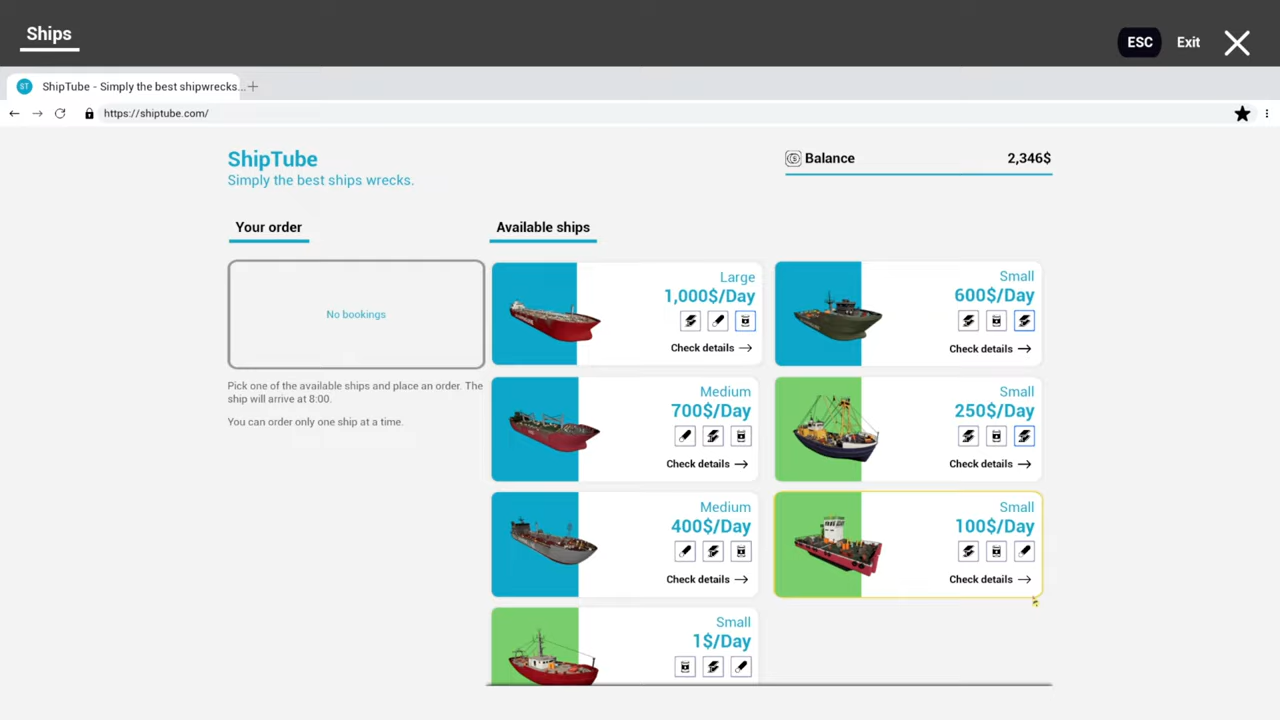 Ships
ESC Exit
ST ShipTube - Simply the best shipwrecks...
https://shiptube.com/
ShipTube
Simply the best ships wrecks.
Balance 2,346$
Your order
Available ships
No bookings
Pick one of the available ships and place an order. The
ship will arrive at 8:00.
You can order only one ship at a time.
Large
1,000$/Day
Check details
Small
600$/Day
Check details
Medium
700$/Day
Check details
Small
250$/Day
Check details
Medium
400$/Day
Check details
Small
100$/Day
Check details
Small
1$/Day